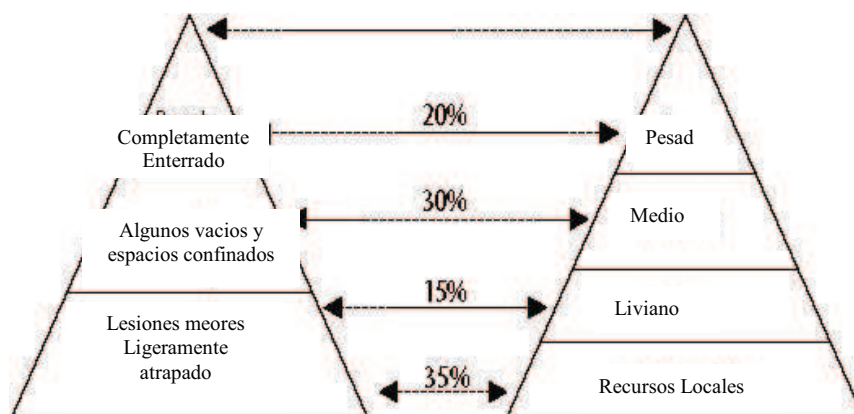 Completamente
Enterrado
20%
Pesad
Algunos vacios y
espacios confinados
30%
Medio
15%
Liviano
Lesiones meores
Ligeramente
atrapado
35%
Recursos Locales